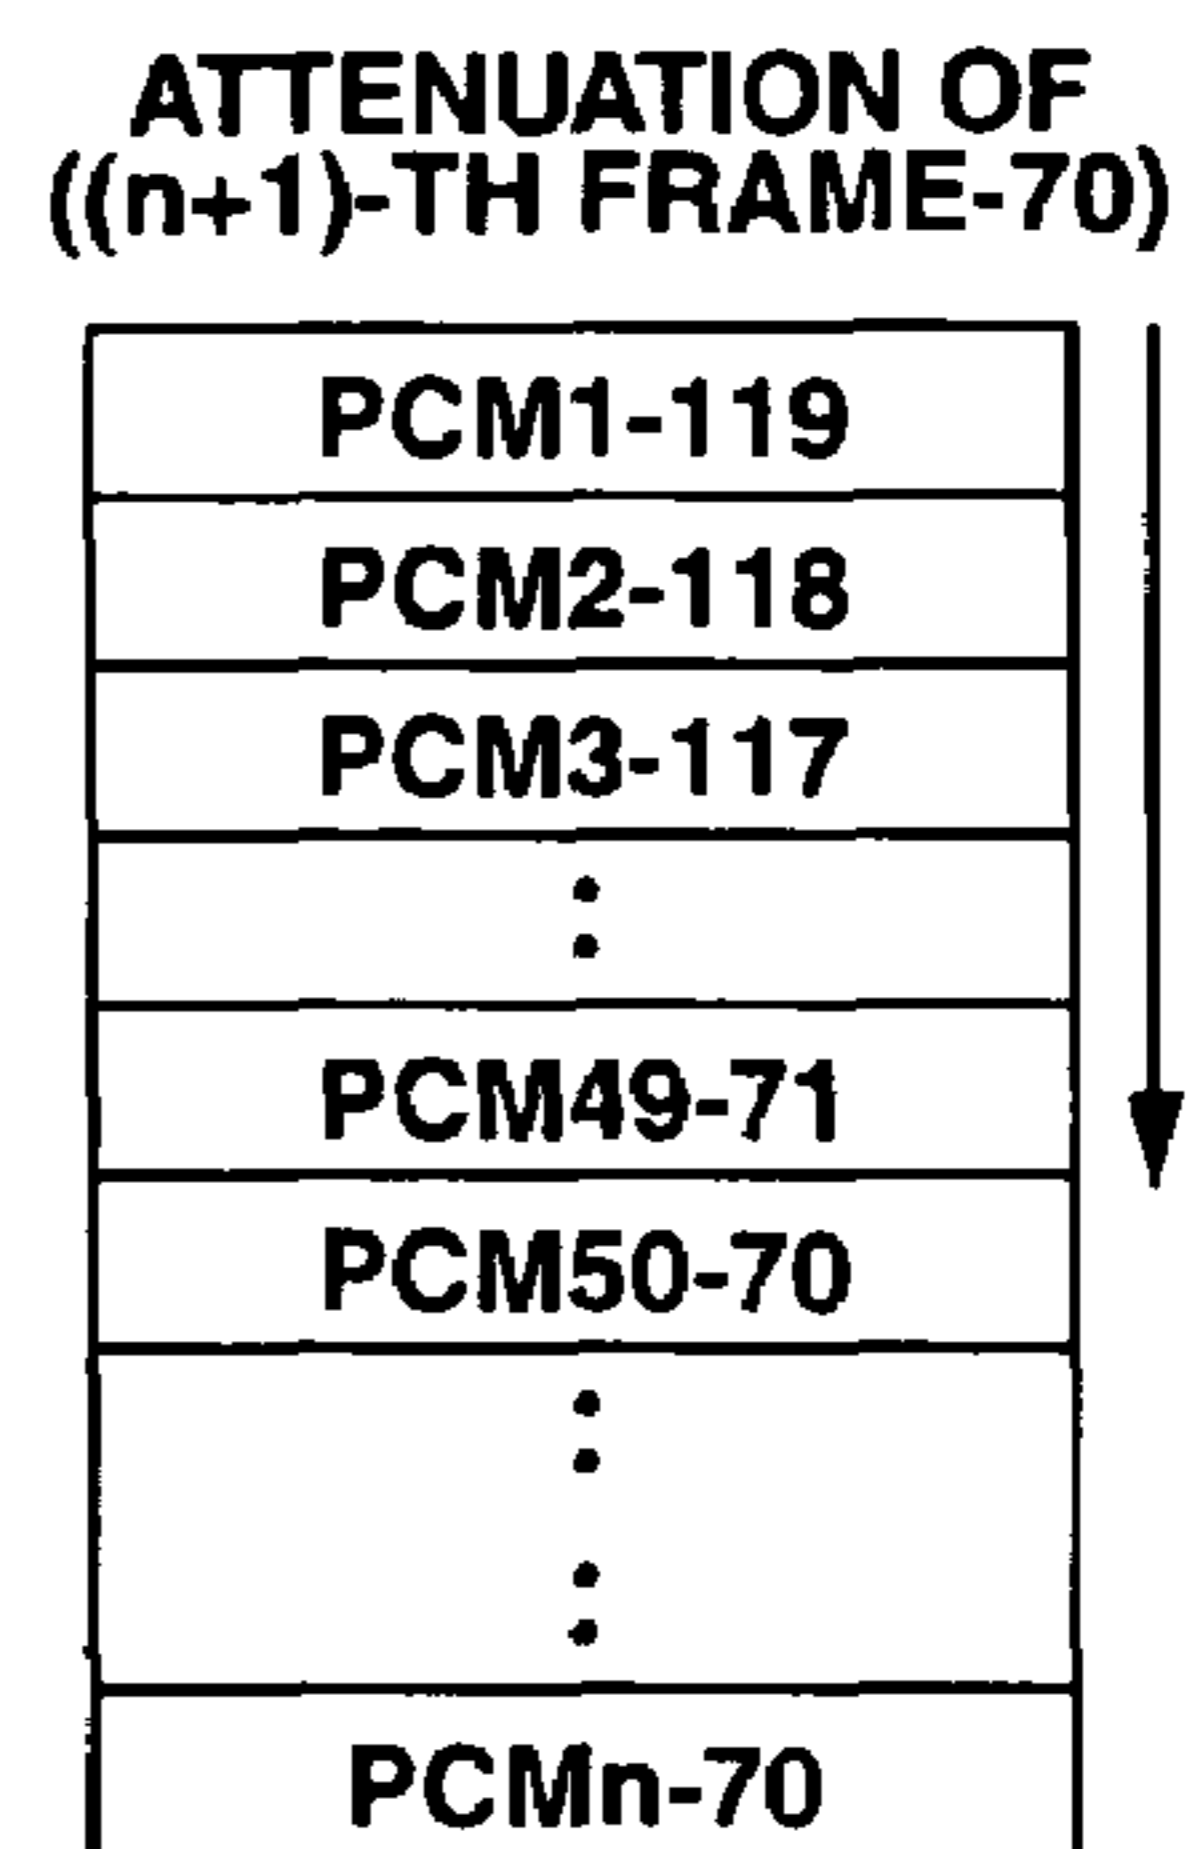 ATTENUATION OF
((n+1)-TH FRAME-70)
PCM1-119
PCM2-118
PCM3-117
PCM49-71
PCM50-70
PCMn-70